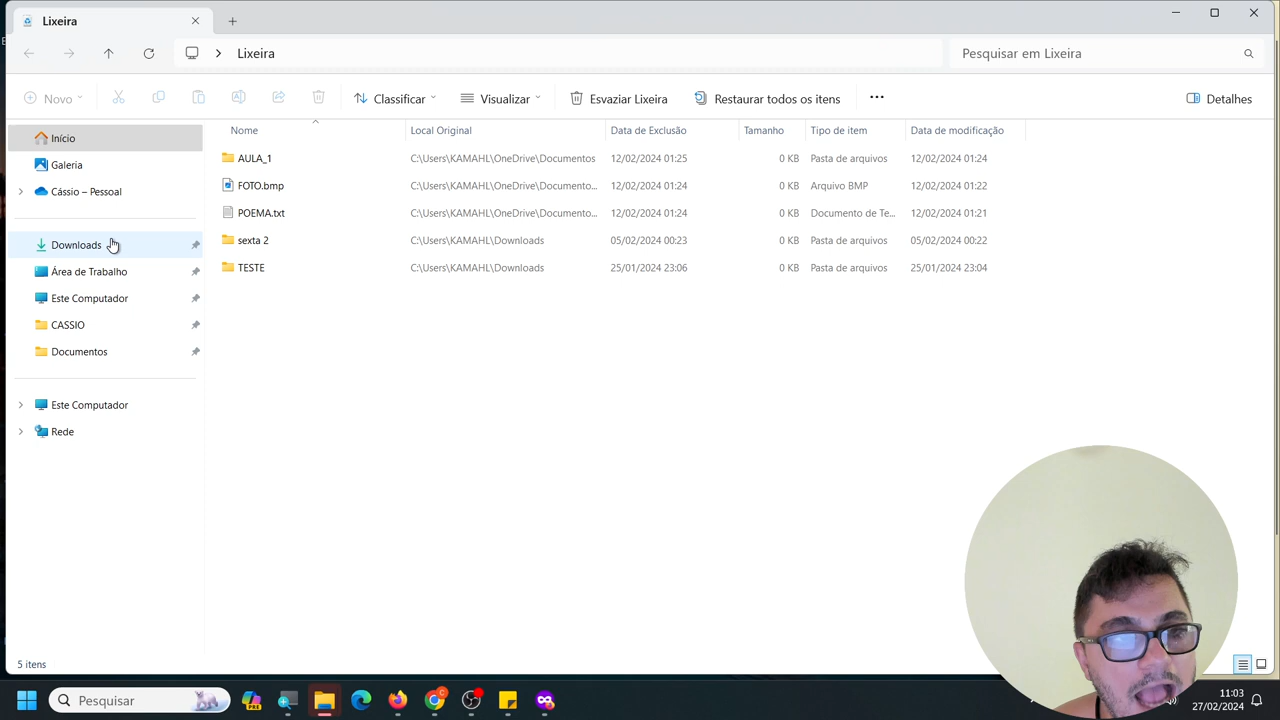 Lixeira
Lixeira
Pesquisar em Lixeira
Novo
Classificar
Visualizar
Esvaziar Lixeira
Restaurar todos os itens
Detalhes
Início
Galeria
Cássio – Pessoal
Downloads
Área de Trabalho
Este Computador
CASSIO
Documentos
Este Computador
Rede
Nome Local Original Data de Exclusão Tamanho Tipo de item Data de modificação
AULA_1 C:\Users\KAMAHL\OneDrive\Documentos 12/02/2024 01:25 0 KB Pasta de arquivos 12/02/2024 01:24
FOTO.bmp C:\Users\KAMAHL\OneDrive\Documento... 12/02/2024 01:24 0 KB Arquivo BMP 12/02/2024 01:22
POEMA.txt C:\Users\KAMAHL\OneDrive\Documento... 12/02/2024 01:24 0 KB Documento de Te... 12/02/2024 01:21
sexta 2 C:\Users\KAMAHL\Downloads 05/02/2024 00:23 0 KB Pasta de arquivos 05/02/2024 00:22
TESTE C:\Users\KAMAHL\Downloads 25/01/2024 23:06 0 KB Pasta de arquivos 25/01/2024 23:04
5 itens
Pesquisar
PRE
C
11:03
27/02/2024